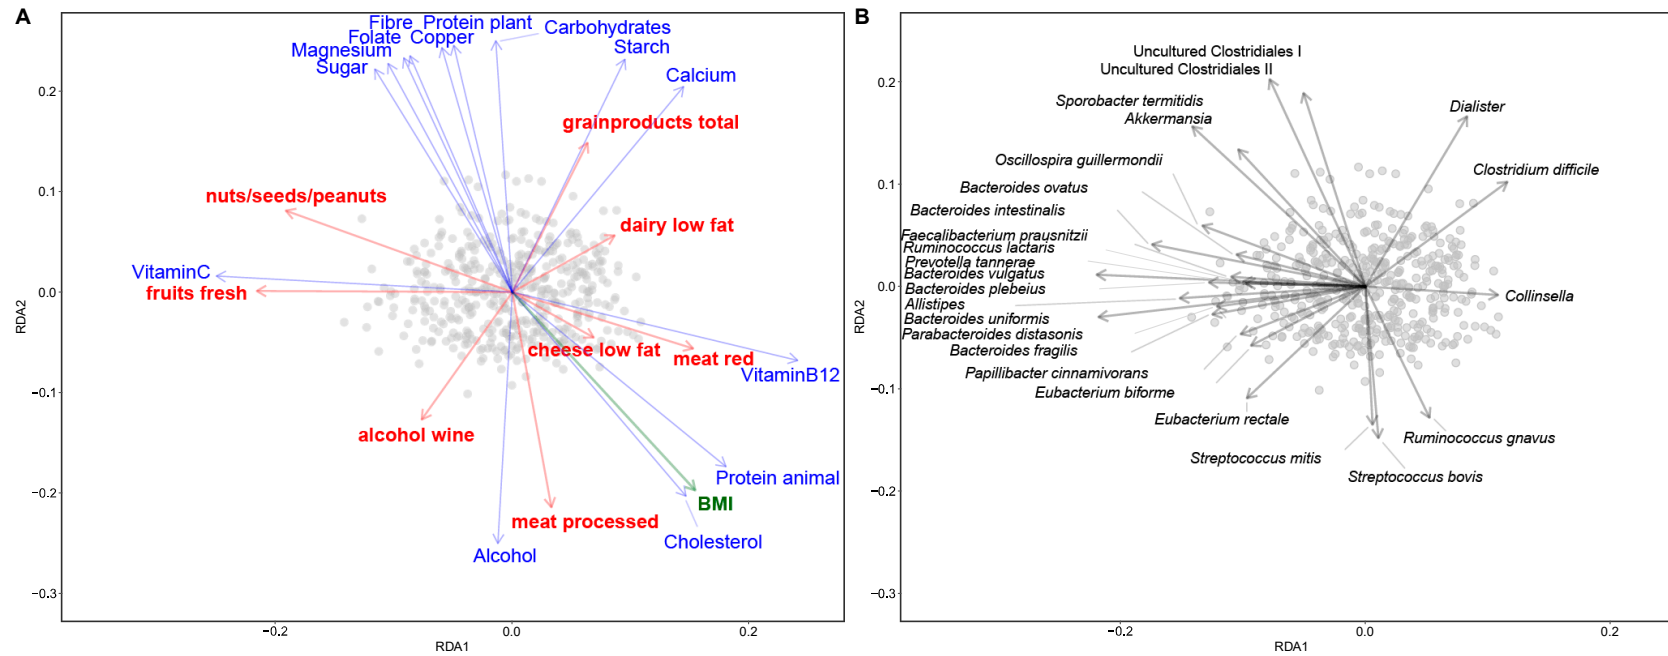 A
Fibre Protein plant
Carbohydrates
Folate Copper
Starch
Magnesium
Sugar
Calcium
grainproducts total
nuts/seeds/peanuts
dairy low fat
VitaminC
fruits fresh
cheese low fat
meat red
VitaminB12
alcohol wine
Protein animal
BMI
meat processed
Cholesterol
Alcohol
0.2
0.1
0.0
−0.1
−0.2
−0.3
RDA2
−0.2
0.0
0.2
RDA1
B
Uncultured Clostridiales I
Uncultured Clostridiales II
Sporobacter termitidis
Akkermansia
Dialister
Oscillospira guillermondii
Clostridium difficile
Bacteroides ovatus
Bacteroides intestinalis
Faecalibacterium prausnitzii
Ruminococcus lactaris
Prevotella tannerae
Bacteroides vulgatus
Bacteroides plebeius
Collinsella
Allistipes
Bacteroides uniformis
Parabacteroides distasonis
Bacteroides fragilis
Papillibacter cinnamivorans
Eubacterium biforme
Eubacterium rectale
Ruminococcus gnavus
Streptococcus mitis
Streptococcus bovis
0.2
0.1
0.0
−0.1
−0.2
−0.3
RDA2
−0.2
0.0
0.2
RDA1